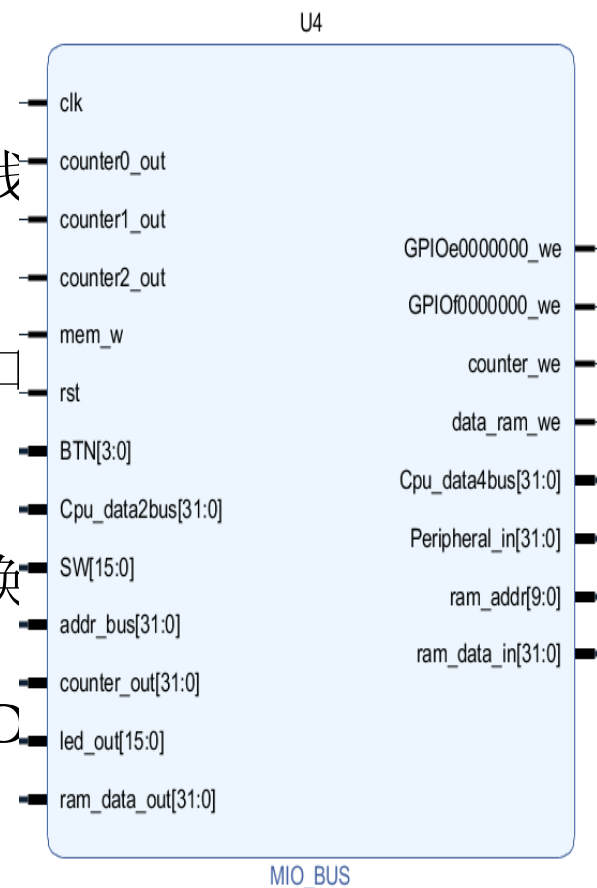 U4
clk
counter0_out
counter1_out
counter2_out
mem_w
rst
BTN[3:0]
Cpu_data2bus[31:0]
SW[15:0]
addr_bus[31:0]
counter_out[31:0]
led_out[15:0]
ram_data_out[31:0]
GPIOe0000000_we
GPIOf0000000_we
counter_we
data_ram_we
Cpu_data4bus[31:0]
Peripheral_in[31:0]
ram_addr[9:0]
ram_data_in[31:0]
MIO_BUS